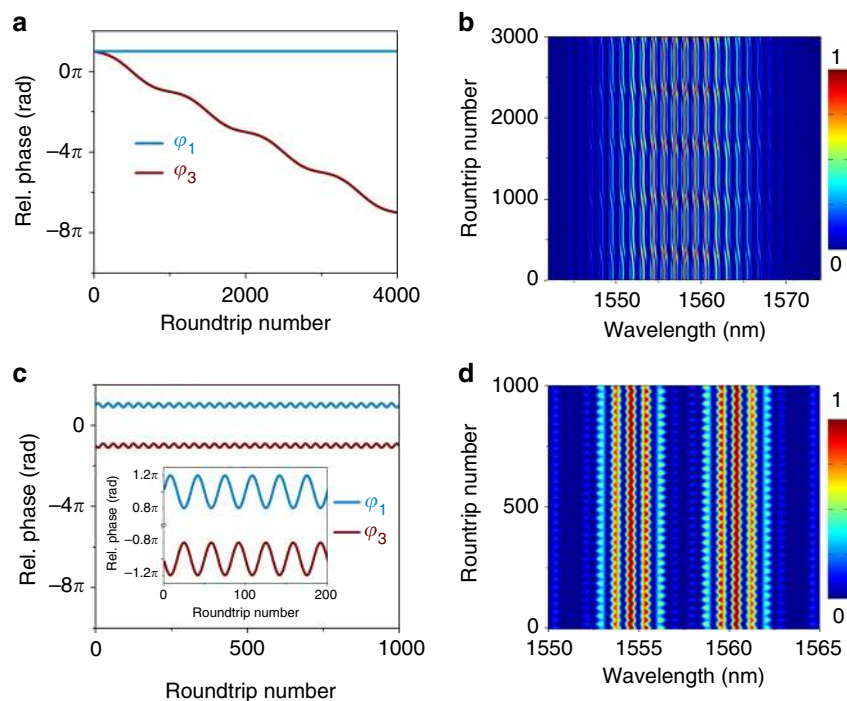 a
Rel. phase (rad)
0π
−4π
−8π
φ1
φ3
0
2000
4000
Roundtrip number
b
Rountrip number
3000
2000
1000
0
1550
1560
1570
Wavelength (nm)
1
0
c
Rel. phase (rad)
0
−4π
−8π
Rel. phase (rad)
1.2π
0.8π
−0.8π
−1.2π
0
100
200
Roundtrip number
φ1
φ3
0
500
1000
Roundtrip number
d
Rountrip number
1000
500
0
1550
1555
1560
1565
Wavelength (nm)
1
0